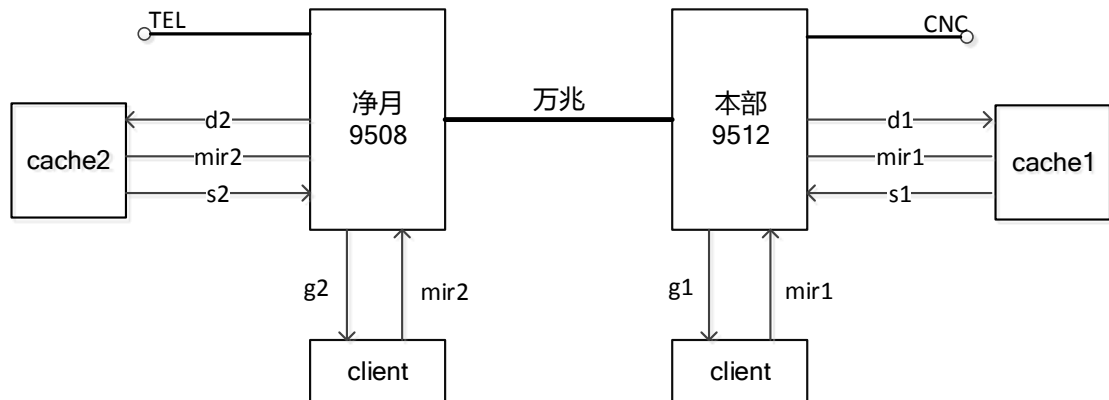 TEL
CNC
净月
9508
万兆
本部
9512
d2
mir2
s2
cache2
d1
mir1
s1
cache1
g2
mir2
g1
mir1
client
client